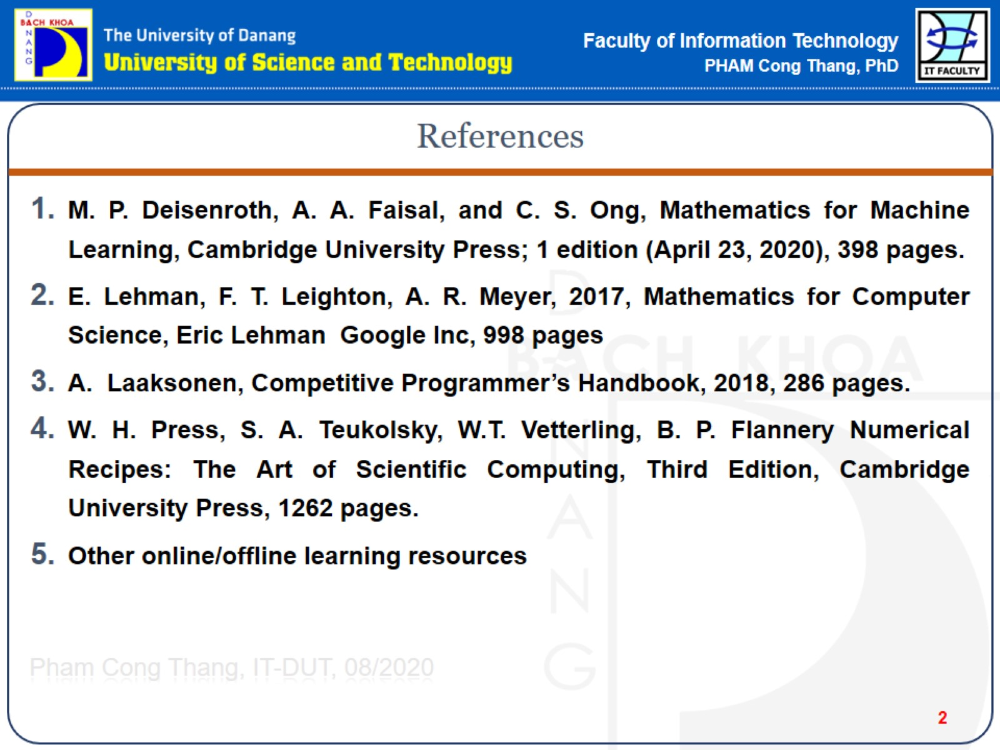 D
BACH KHOA
N
A
N
G
The University of Danang
University of Science and Technology
Faculty of Information Technology
PHAM Cong Thang, PhD
IT FACULTY
References
1. M. P. Deisenroth, A. A. Faisal, and C. S. Ong, Mathematics for Machine
Learning, Cambridge University Press; 1 edition (April 23, 2020), 398 pages.
2. E. Lehman, F. T. Leighton, A. R. Meyer, 2017, Mathematics for Computer
Science, Eric Lehman  Google Inc, 998 pages
3. A.  Laaksonen, Competitive Programmer’s Handbook, 2018, 286 pages.
4. W. H. Press, S. A. Teukolsky, W.T. Vetterling, B. P. Flannery Numerical
Recipes: The Art of Scientific Computing, Third Edition, Cambridge
University Press, 1262 pages.
5. Other online/offline learning resources
D
BACH KHOA
N
A
N
G
Pham Cong Thang, IT-DUT, 08/2020
2